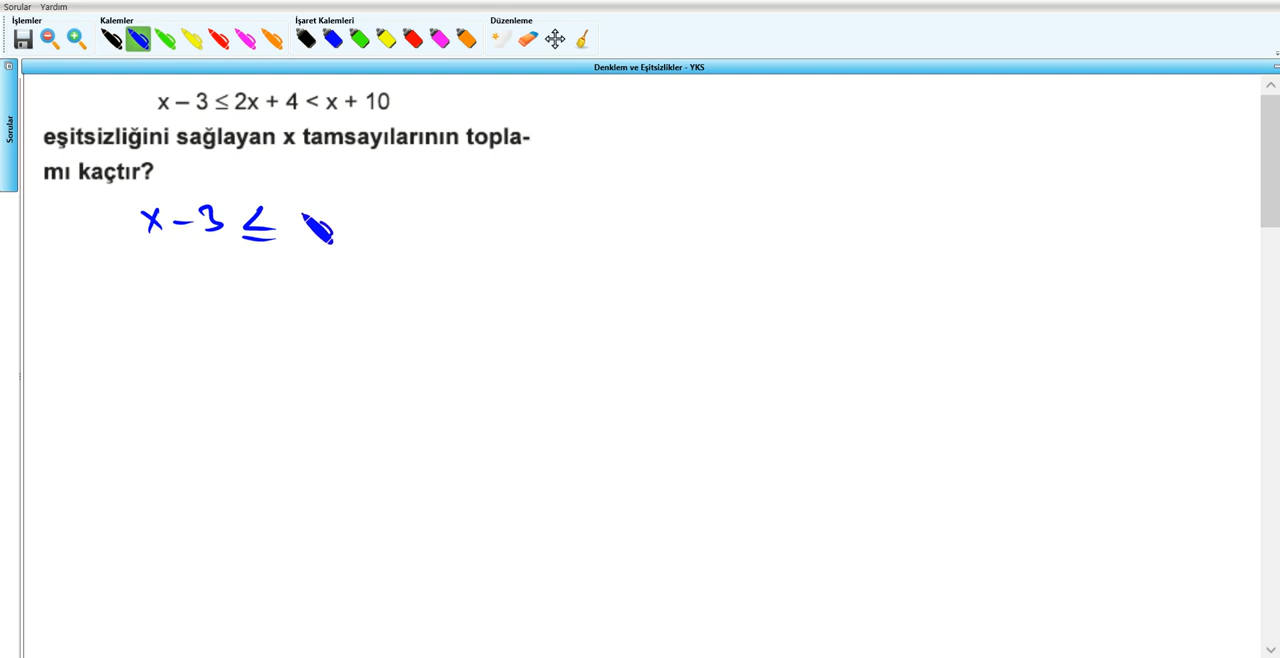 Sorular Yardım
İşlemler Kalemler İşaret Kalemleri Düzenleme
Denklem ve Eşitsizlikler - YKS
Sorular
x – 3 ≤ 2x + 4 < x + 10
eşitsizliğini sağlayan x tamsayılarının topla-
mı kaçtır?
x – 3 ≤